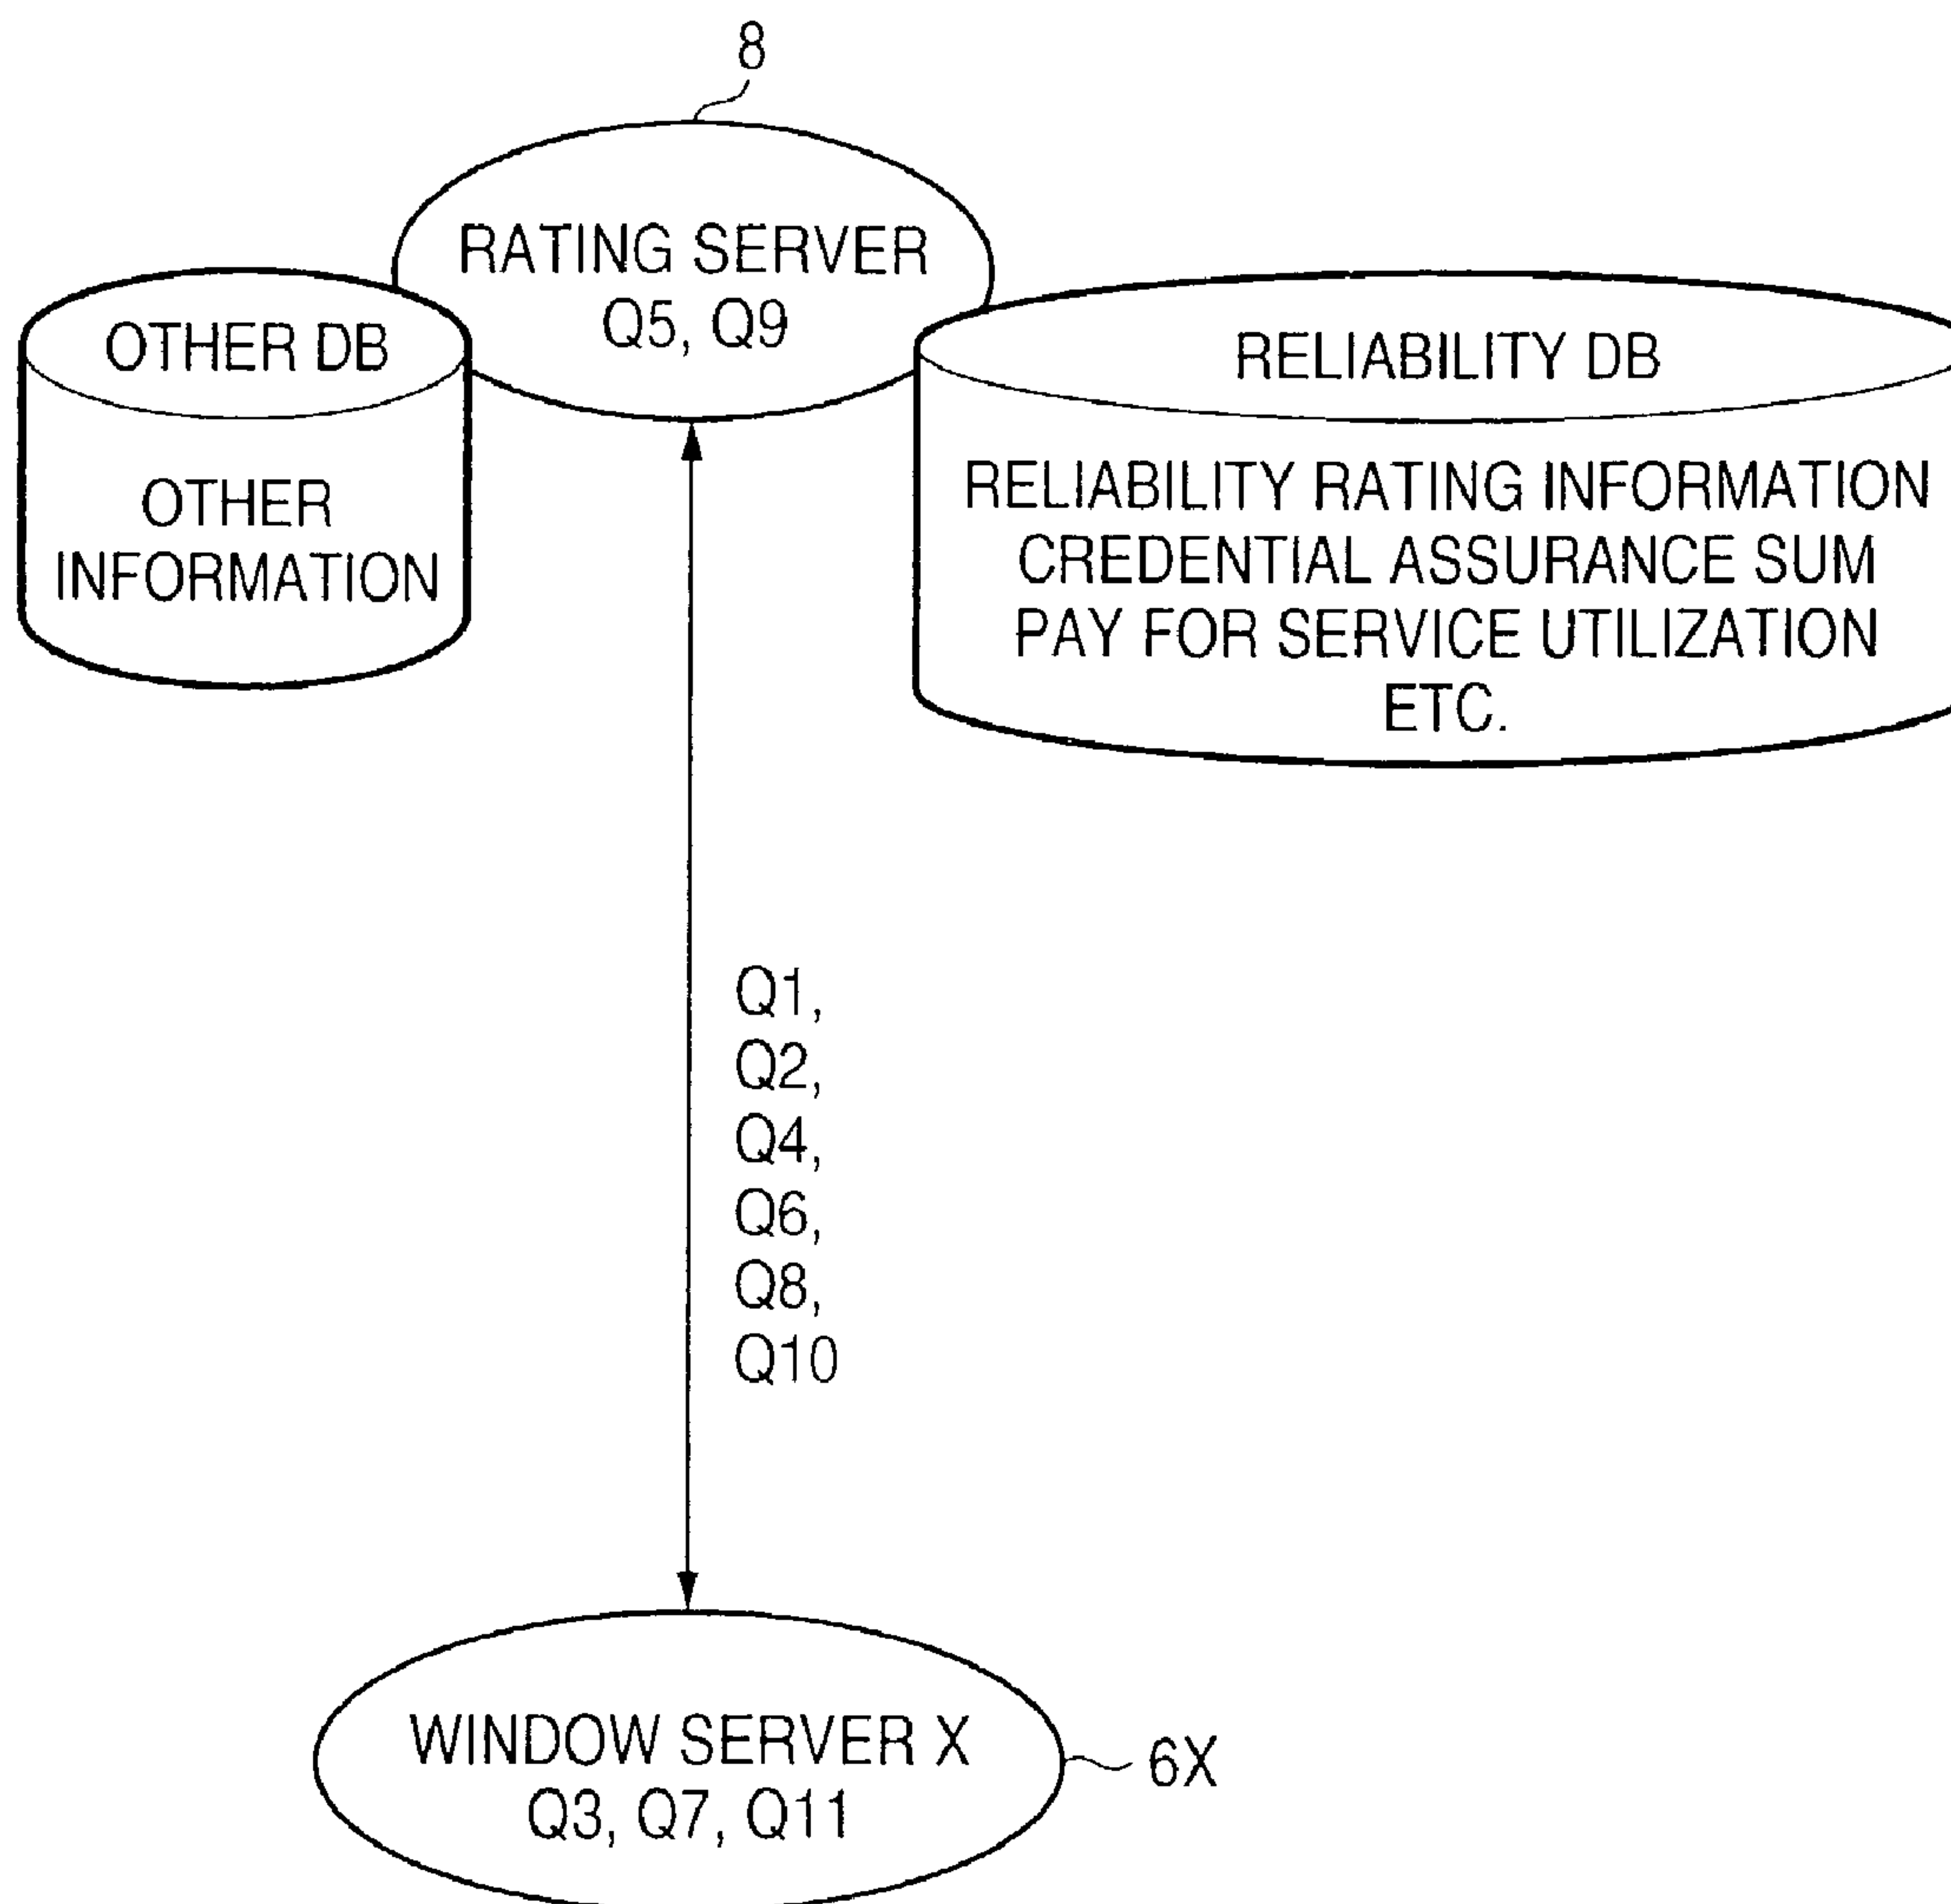 8
RATING SERVER
Q5, Q9
OTHER DB
OTHER
INFORMATION
RELIABILITY DB
RELIABILITY RATING INFORMATION
CREDENTIAL ASSURANCE SUM
PAY FOR SERVICE UTILIZATION
ETC.
Q1,
Q2,
Q4,
Q6,
Q8,
Q10
WINDOW SERVER X
Q3, Q7, Q11
6X